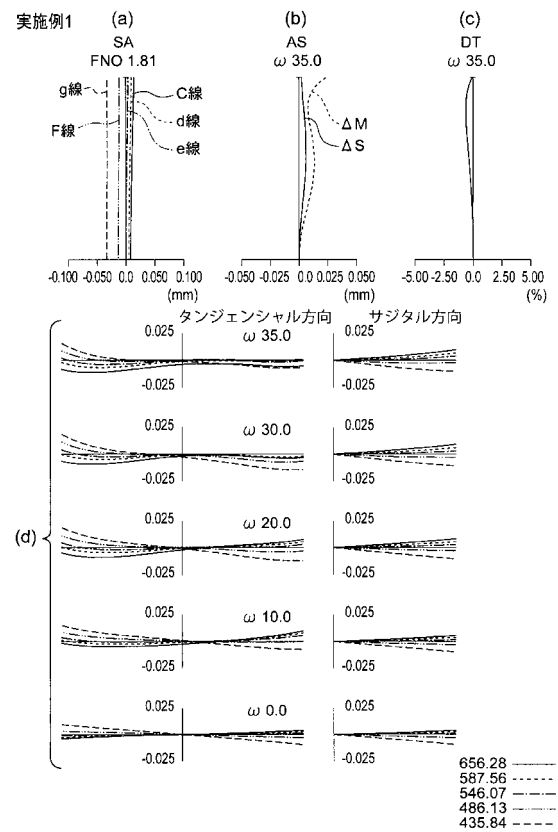 実施例1
(a)
SA
FNO 1.81
g線
F線
C線
d線
e線
-0.100 -0.050 0.0 0.050 0.100
(mm)
(b)
AS
ω 35.0
ΔM
ΔS
-0.050 -0.025 0.0 0.025 0.050
(mm)
(c)
DT
ω 35.0
-5.00 -2.50 0.0 2.50 5.00
(%)
(d)
タンジェンシャル方向 サジタル方向
0.025 ω 35.0 0.025
-0.025 -0.025
0.025 ω 30.0 0.025
-0.025 -0.025
0.025 ω 20.0 0.025
-0.025 -0.025
0.025 ω 10.0 0.025
-0.025 -0.025
0.025 ω 0.0 0.025
-0.025 -0.025
656.28
587.56
546.07
486.13
435.84